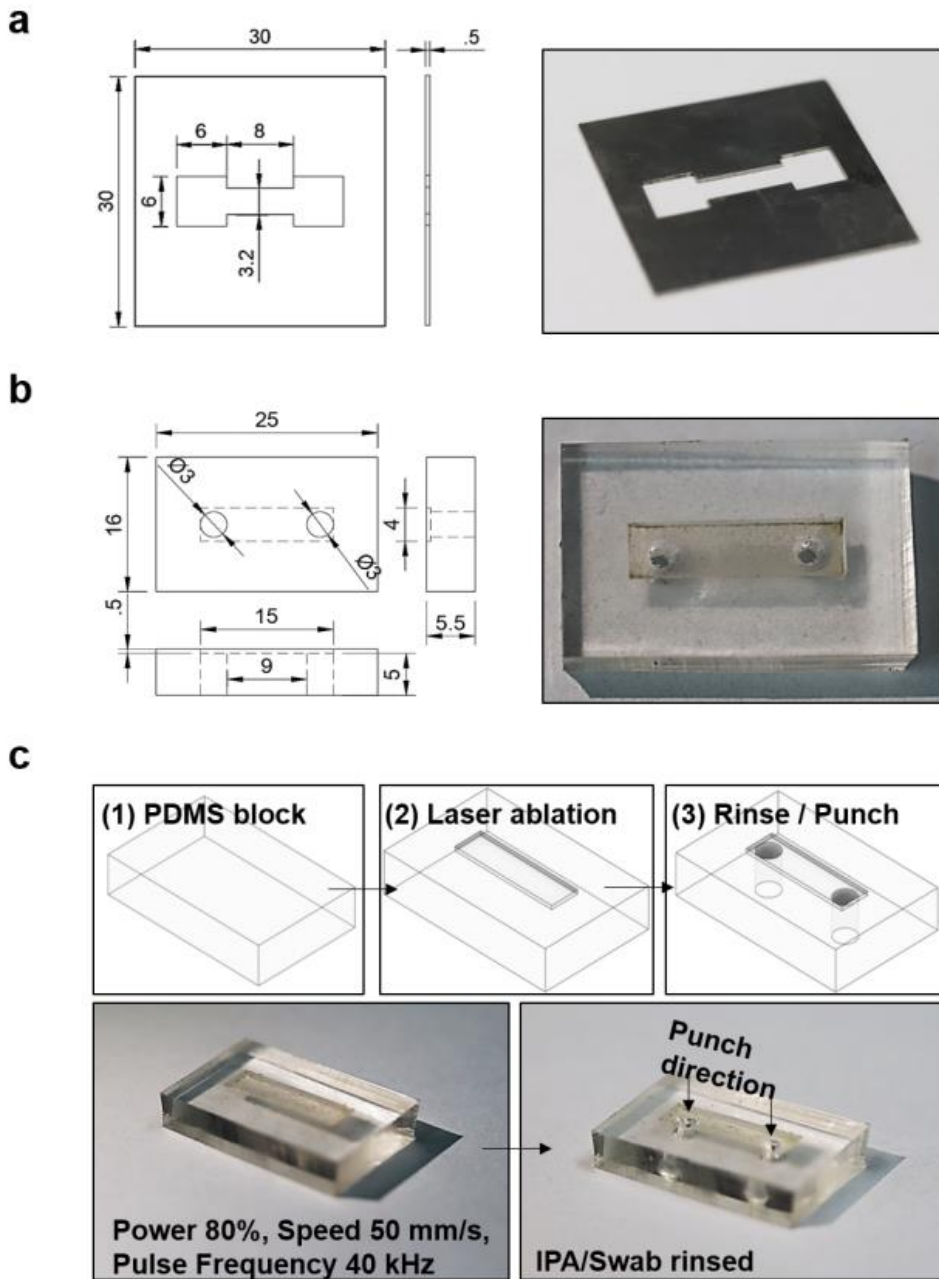 a
30
.5
6
8
30
6
3.2
b
25
Ø3
16
4
Ø3
.5
15
5.5
9
5
c
(1) PDMS block
(2) Laser ablation
(3) Rinse / Punch
Punch
direction
Power 80%, Speed 50 mm/s,
Pulse Frequency 40 kHz
IPA/Swab rinsed